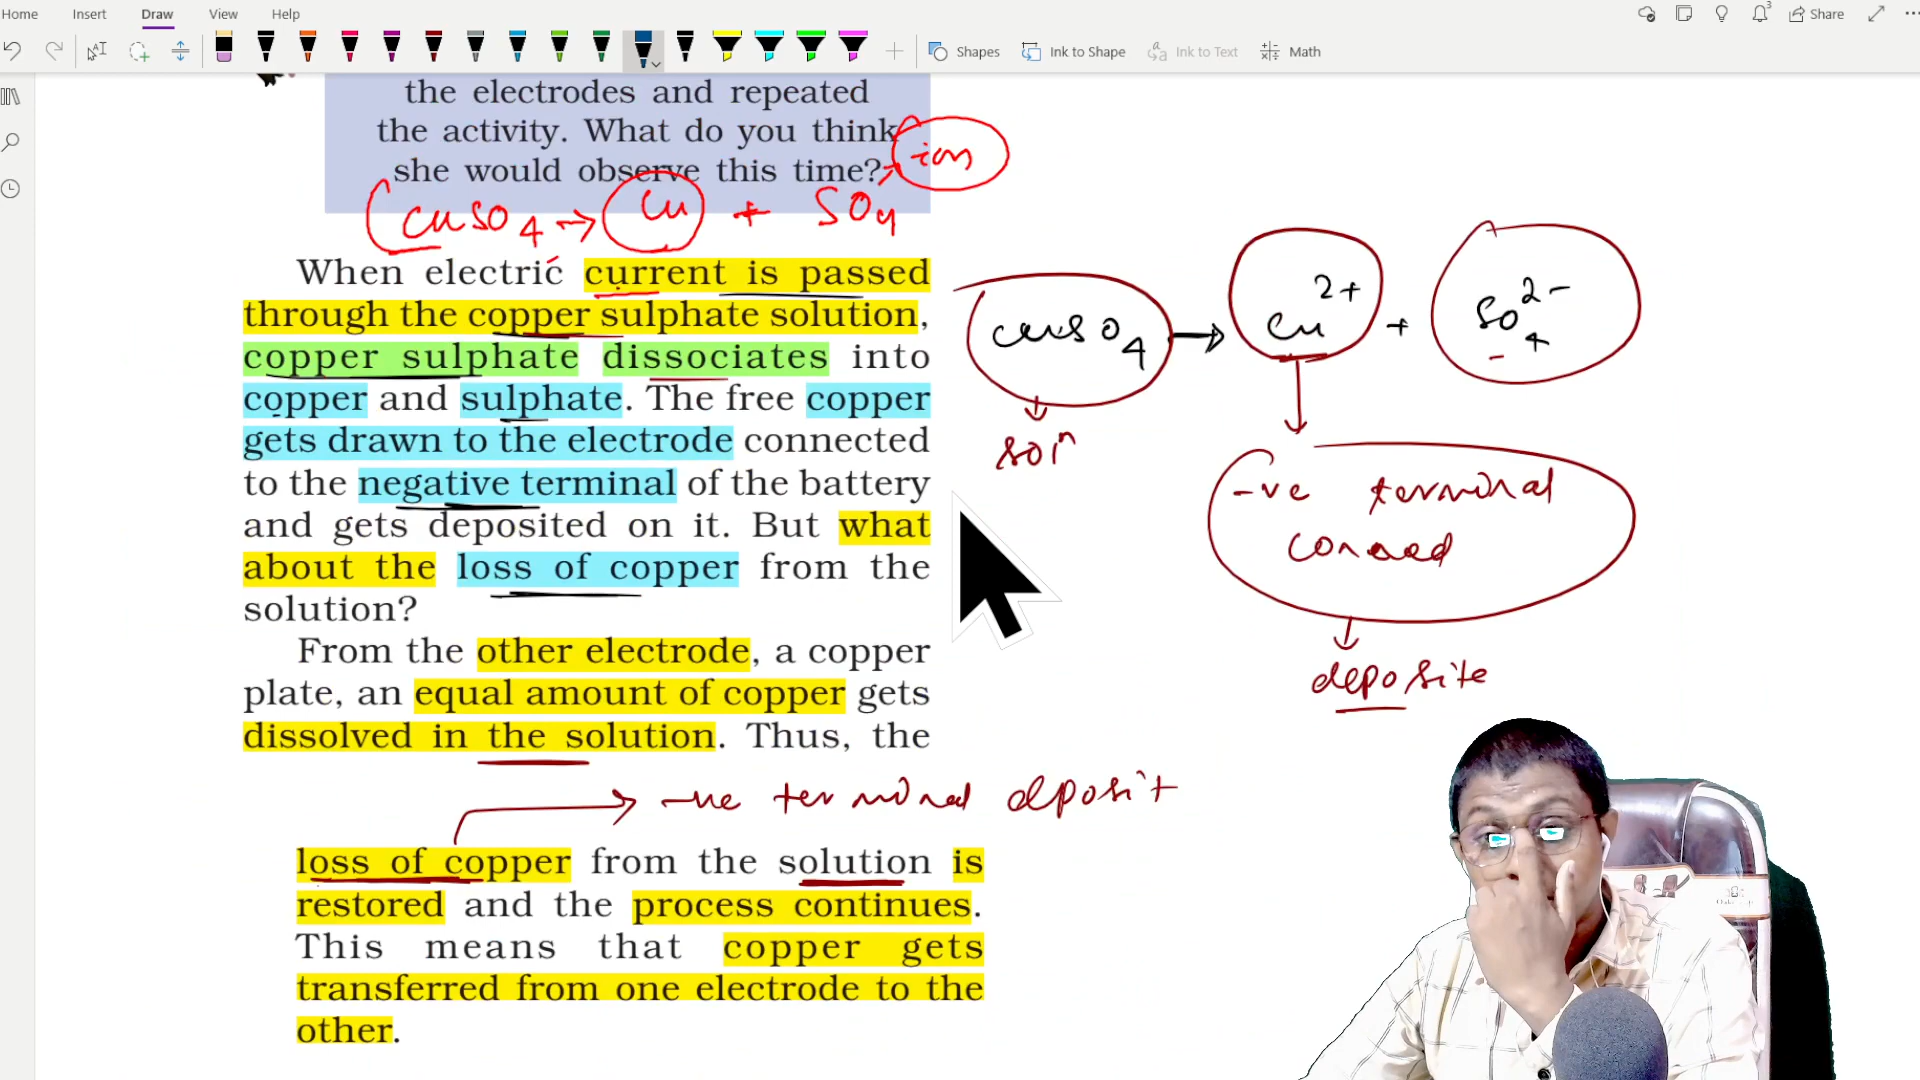 Home Insert Draw View Help
3
Share
Shapes Ink to Shape Ink to Text Math
the electrodes and repeated
the activity. What do you think
she would observe this time?
ion
CuSO4 → Cu + SO4
When electric current is passed
through the copper sulphate solution,
copper sulphate dissociates into
copper and sulphate. The free copper
gets drawn to the electrode connected
to the negative terminal of the battery
and gets deposited on it. But what
about the loss of copper from the
solution?
From the other electrode, a copper
plate, an equal amount of copper gets
dissolved in the solution. Thus, the
-ve terminal deposit
loss of copper from the solution is
restored and the process continues.
This means that copper gets
transferred from one electrode to the
other.
CuSO4 → Cu 2+ + SO4 2-
soln
-ve terminal
deposite